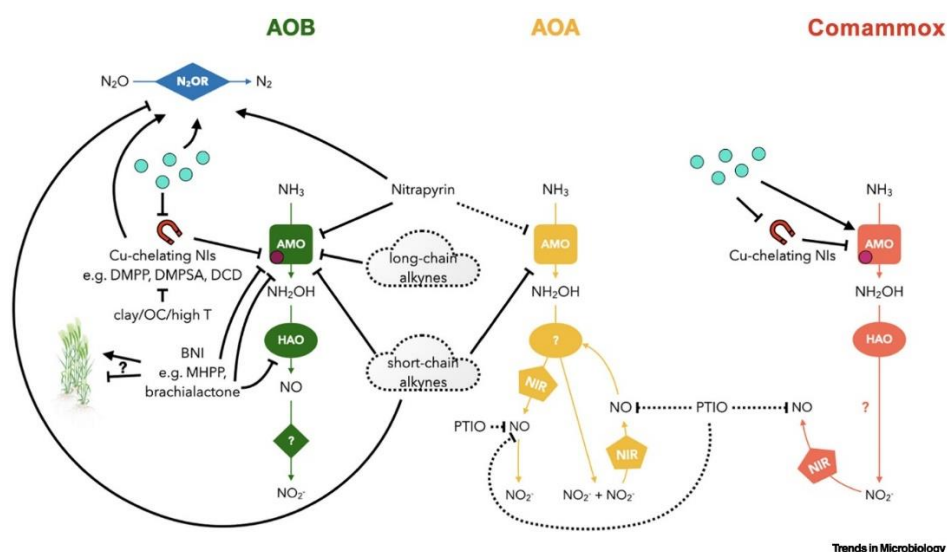 AOB
AOA
Comammox
N₂O
N₂OR
N₂
NH₃
Nitrapyrin
NH₃
NH₃
AMO
AMO
AMO
Cu-chelating NIs
e.g. DMPP, DMPSA, DCD
long-chain
alkynes
Cu-chelating NIs
NH₂OH
NH₂OH
NH₂OH
clay/OC/high T
HAO
?
HAO
BNI
e.g. MHPP,
brachialactone
?
short-chain
alkynes
NO
NIR
NO
PTIO
NO
?
PTIO
NO
?
NIR
NIR
NO₂⁻
NO₂⁻
NO₂⁻ + NO₂⁻
NO₂⁻
Trends in Microbiology